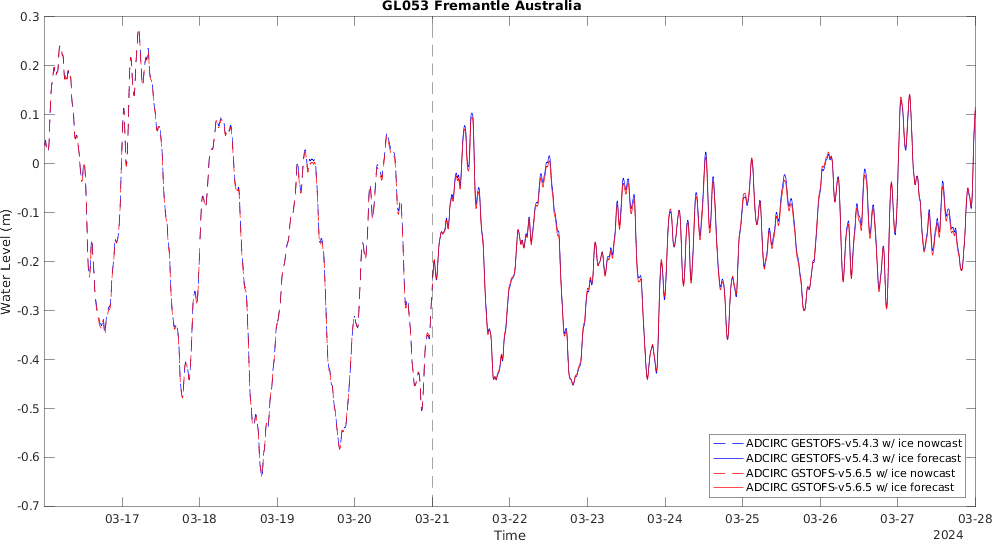 GL053 Fremantle Australia
0.3
0.2
0.1
0
-0.1
-0.2
-0.3
-0.4
-0.5
-0.6
-0.7
Water Level (m)
ADCIRC GESTOFS-v5.4.3 w/ ice nowcast
ADCIRC GESTOFS-v5.4.3 w/ ice forecast
ADCIRC GSTOFS-v5.6.5 w/ ice nowcast
ADCIRC GSTOFS-v5.6.5 w/ ice forecast
03-17 03-18 03-19 03-20 03-21 03-22 03-23 03-24 03-25 03-26 03-27 03-28
Time
2024